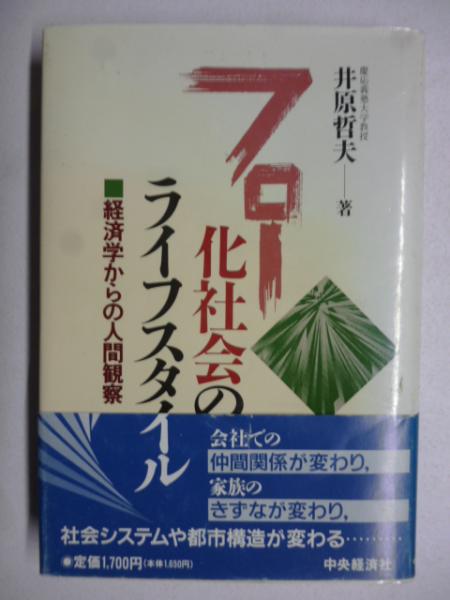 慶応義塾大学教授
井原哲夫──著
フロー化社会の
ライフスタイル
■経済学からの人間観察
会社での
仲間関係が変わり,
家族の
きずなが変わり,
社会システムや都市構造が変わる………
●定価1,700円(本体1,650円)
中央経済社